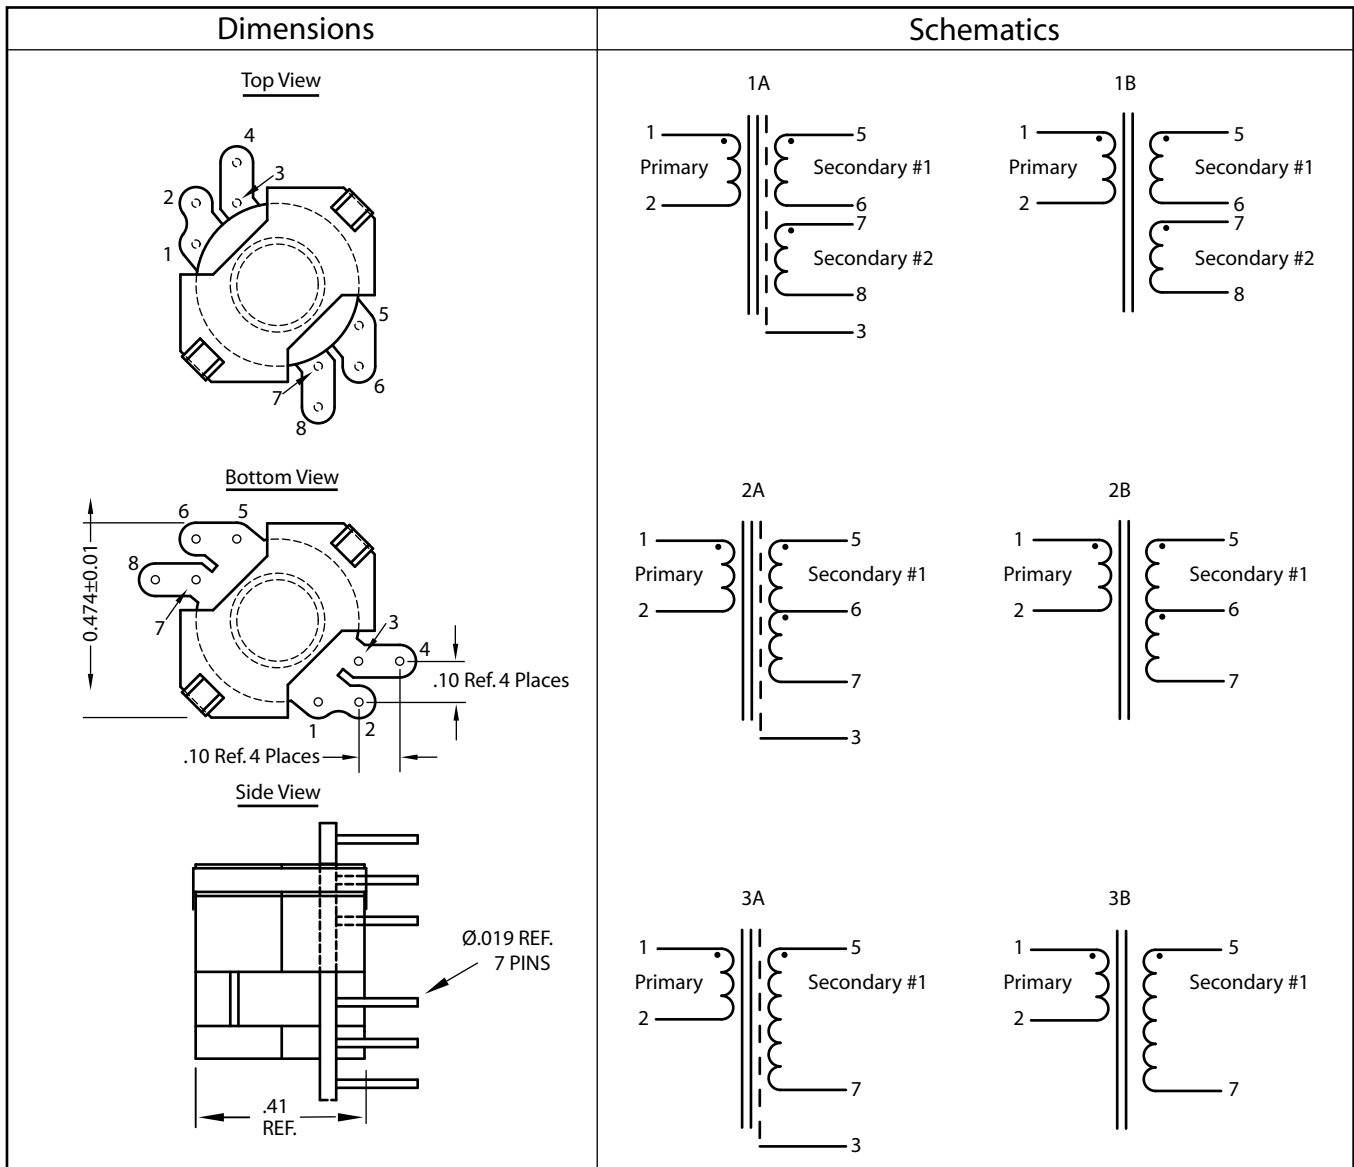 Dimensions
Schematics
Top View
4
3
2
1
5
6
7
8
Bottom View
6
5
8
7
0.474±0.01
3
4
.10 Ref. 4 Places
1
2
.10 Ref. 4 Places
Side View
Ø.019 REF.
7 PINS
.41
REF.
1A
1
5
Primary
Secondary #1
2
6
7
Secondary #2
8
3
1B
1
5
Primary
Secondary #1
2
6
7
Secondary #2
8
2A
1
5
Primary
Secondary #1
2
6
7
3
2B
1
5
Primary
Secondary #1
2
6
7
3A
1
5
Primary
Secondary #1
2
7
3
3B
1
5
Primary
Secondary #1
2
7